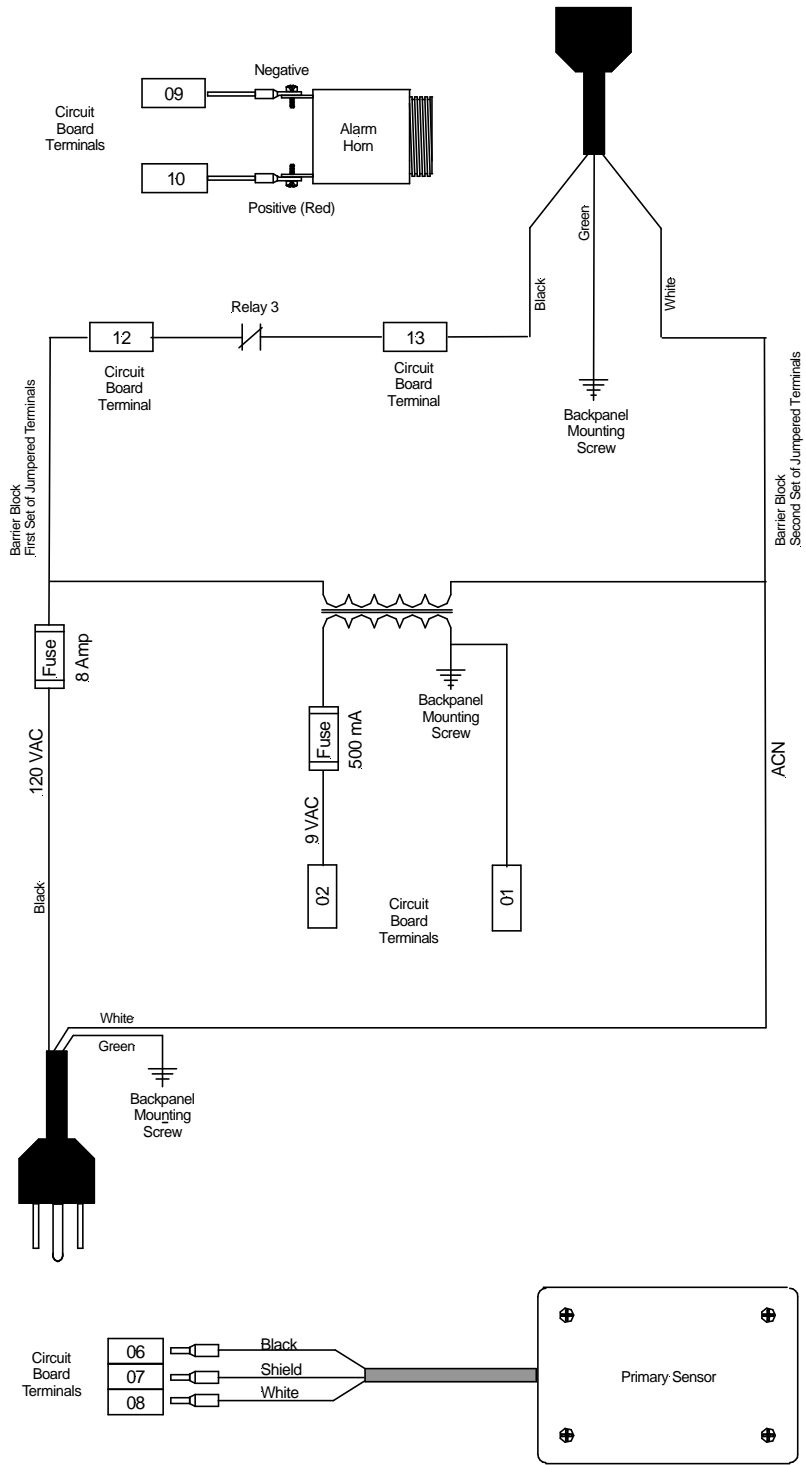 Negative
09
Circuit
Board
Terminals
Alarm
Horn
10
Positive (Red)
Black
Green
White
Relay 3
12
13
Circuit
Board
Terminal
Circuit
Board
Terminal
Backpanel
Mounting
Screw
Barrier Block
First Set of Jumpered Terminals
Barrier Block
Second Set of Jumpered Terminals
Fuse
8 Amp
Backpanel
Mounting
Screw
Fuse
500 mA
120 VAC
ACN
9 VAC
02
01
Circuit
Board
Terminals
Black
White
Green
Backpanel
Mounting
Screw
Circuit
Board
Terminals
06
Black
07
Shield
08
White
Primary Sensor